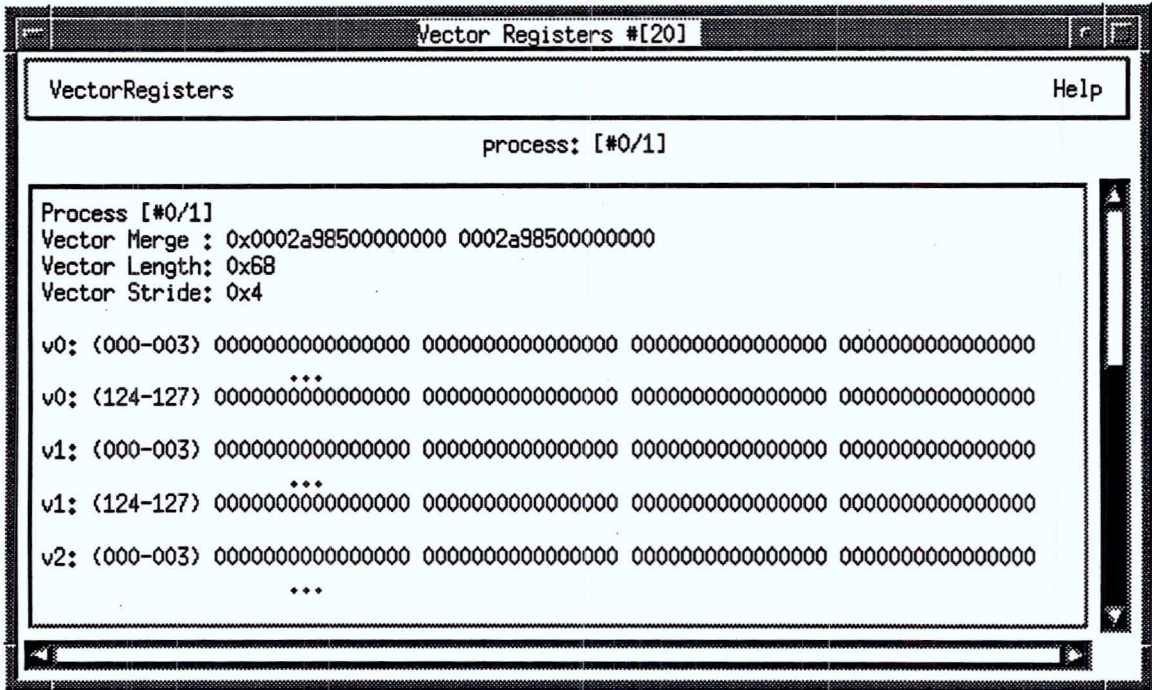 Vector Registers #[20]
VectorRegisters Help
process: [#0/1]
Process [#0/1]
Vector Merge : 0x0002a98500000000 0002a98500000000
Vector Length: 0x68
Vector Stride: 0x4
v0: (000-003) 0000000000000000 0000000000000000 0000000000000000 0000000000000000
...
v0: (124-127) 0000000000000000 0000000000000000 0000000000000000 0000000000000000
v1: (000-003) 0000000000000000 0000000000000000 0000000000000000 0000000000000000
...
v1: (124-127) 0000000000000000 0000000000000000 0000000000000000 0000000000000000
v2: (000-003) 0000000000000000 0000000000000000 0000000000000000 0000000000000000
...